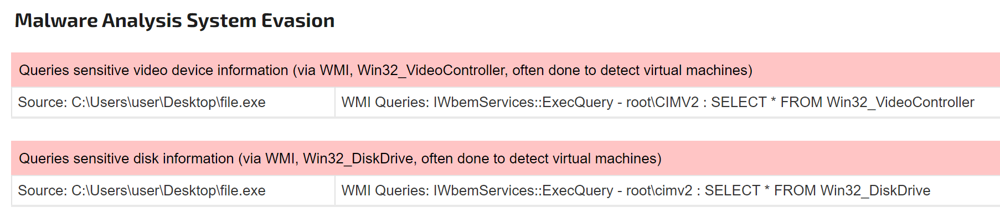 Malware Analysis System Evasion
Queries sensitive video device information (via WMI, Win32_VideoController, often done to detect virtual machines)
Source: C:\Users\user\Desktop\file.exe WMI Queries: IWbemServices::ExecQuery - root\CIMV2 : SELECT * FROM Win32_VideoController
Queries sensitive disk information (via WMI, Win32_DiskDrive, often done to detect virtual machines)
Source: C:\Users\user\Desktop\file.exe WMI Queries: IWbemServices::ExecQuery - root\cimv2 : SELECT * FROM Win32_DiskDrive